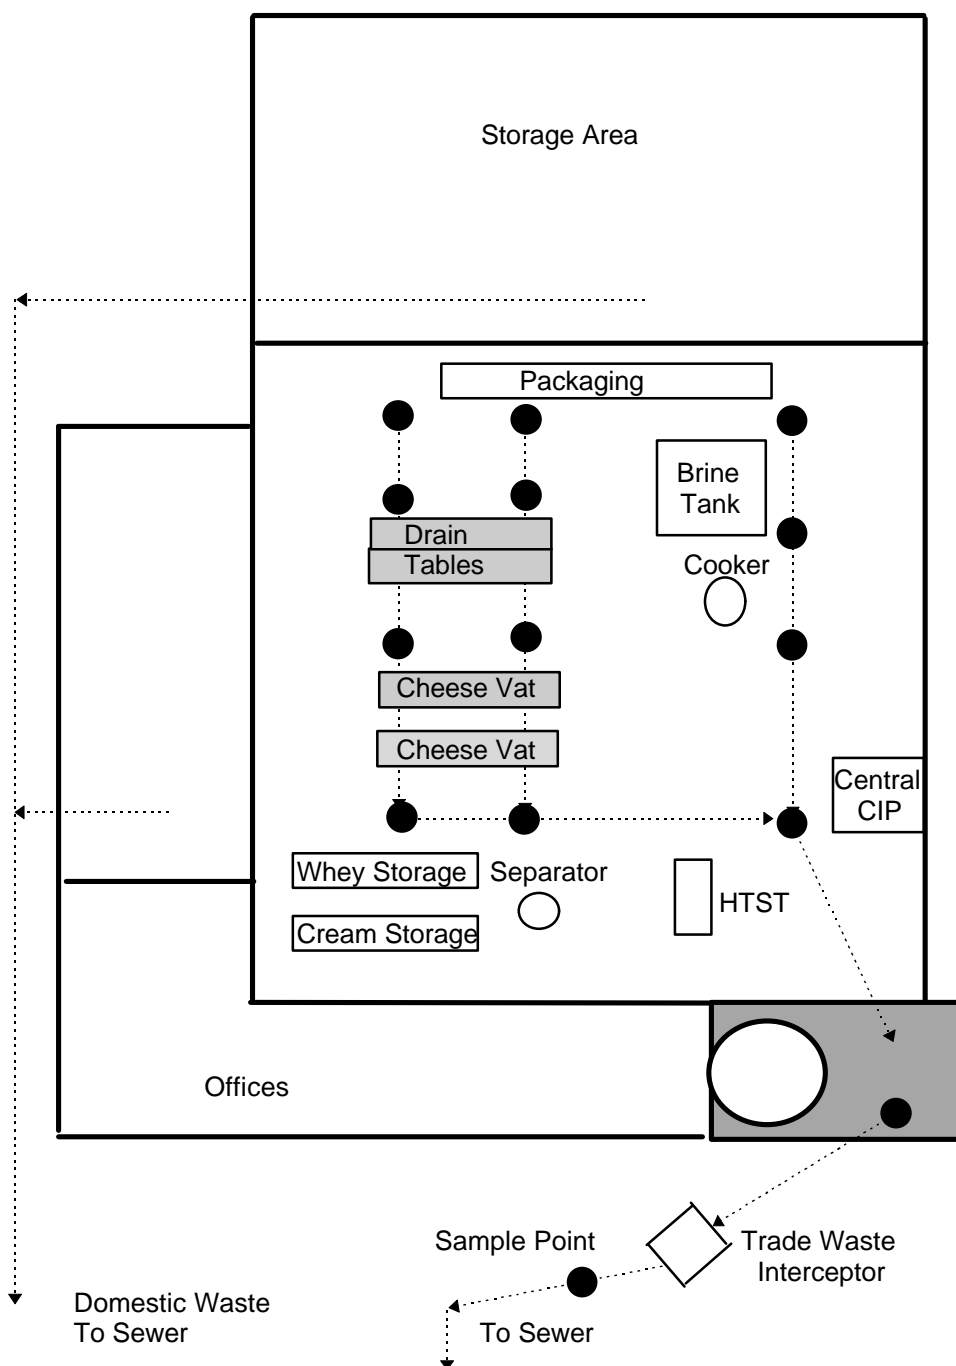 Storage Area
Packaging
Brine
Tank
Drain
Tables
Cooker
Cheese Vat
Cheese Vat
Central
CIP
Whey Storage
Separator
HTST
Cream Storage
Offices
Sample Point
Trade Waste
Interceptor
Domestic Waste
To Sewer
To Sewer